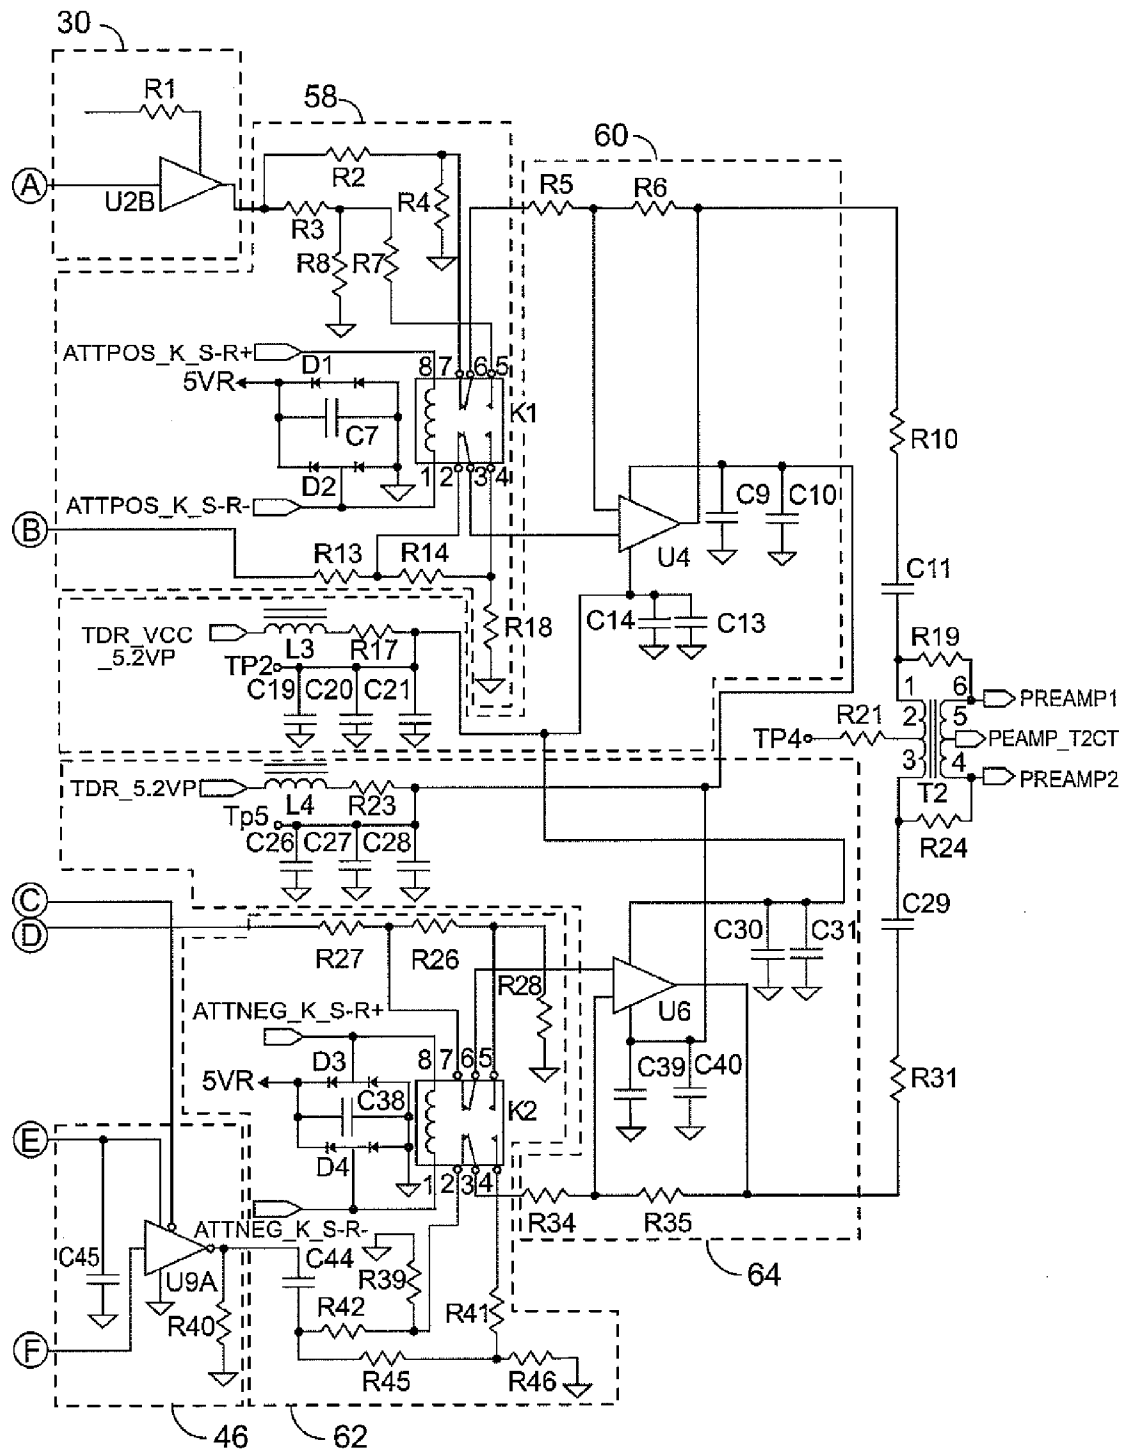 30
R1
A
U2B
58
R2
R3
R4
R8
R7
60
R5
R6
ATTPOS_K_S-R+
D1
5VR
C7
D2
ATTPOS_K_S-R-
8 7 6 5
K1
1 2 3 4
B
R13
R14
R18
C9
C10
U4
C14
C13
R10
C11
R19
TDR_VCC
_5.2VP
L3
R17
TP2
C19
C20
C21
1
2
3
6
5
4
PREAMP1
PEAMP_T2CT
PREAMP2
R21
TP4
T2
R24
TDR_5.2VP
L4
R23
Tp5
C26
C27
C28
C29
C
D
R27
R26
R28
C30
C31
U6
C39
C40
R31
ATTNEG_K_S-R+
D3
5VR
C38
D4
8 7 6 5
K2
1 2 3 4
ATTNEG_K_S-R-
R34
R35
64
E
C45
U9A
R40
F
C44
R39
R42
R41
R45
R46
46
62